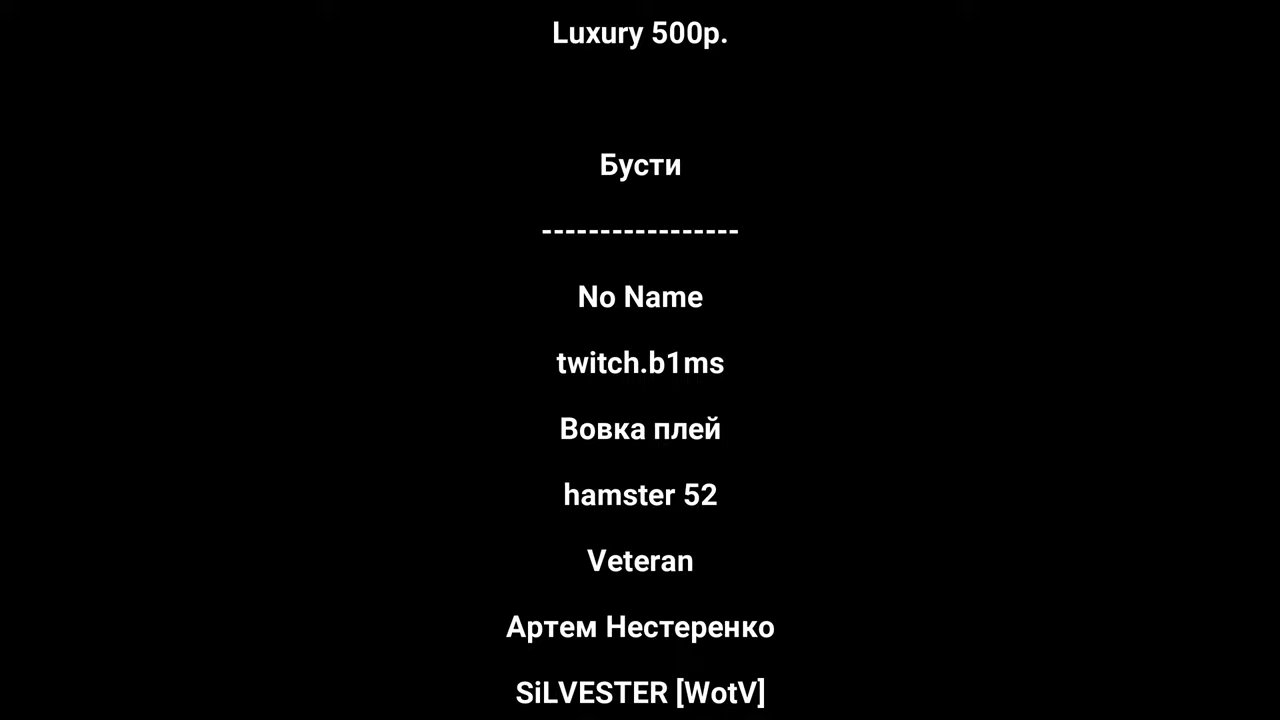 Luxury 500р.
Бусти
-----------------
No Name
twitch.b1ms
Вовка плей
hamster 52
Veteran
Артем Нестеренко
SiLVESTER [WotV]